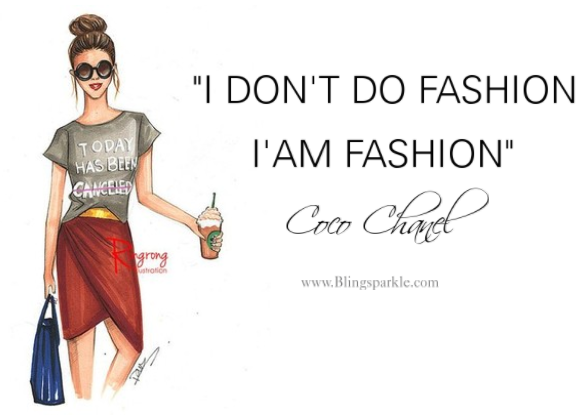 "I DON'T DO FASHION
I'AM FASHION"
Coco Chanel
www.Blingsparkle.com
TODAY
HAS BEEN
CANCELED
Rongrong
illustration